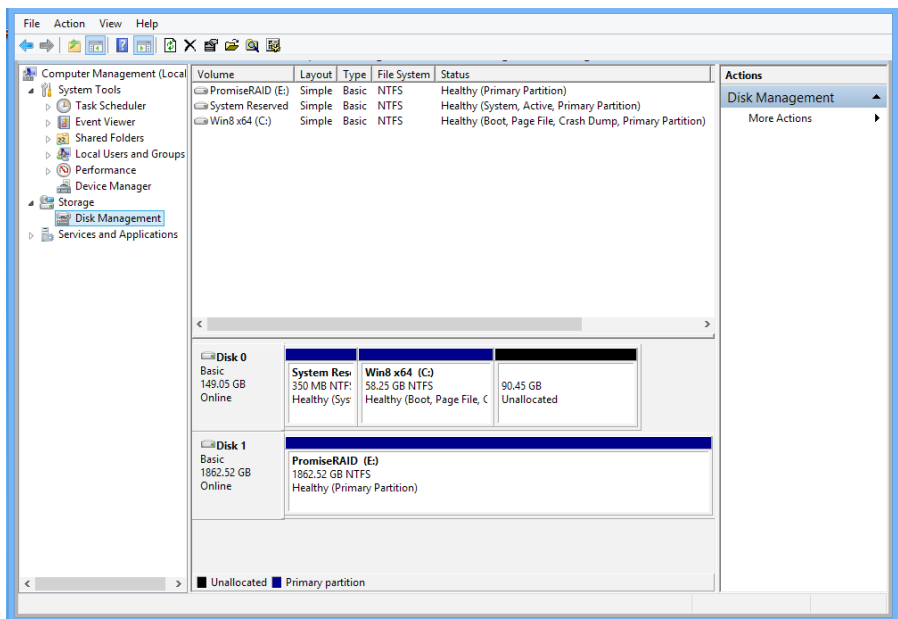 File Action View Help
Computer Management (Local
System Tools
Task Scheduler
Event Viewer
Shared Folders
Local Users and Groups
Performance
Device Manager
Storage
Disk Management
Services and Applications
Volume Layout Type File System Status
PromiseRAID (E:) Simple Basic NTFS Healthy (Primary Partition)
System Reserved Simple Basic NTFS Healthy (System, Active, Primary Partition)
Win8 x64 (C:) Simple Basic NTFS Healthy (Boot, Page File, Crash Dump, Primary Partition)
Disk 0
Basic
149.05 GB
Online
System Res
350 MB NTF
Healthy (Sys
Win8 x64 (C:)
58.25 GB NTFS
Healthy (Boot, Page File, C
90.45 GB
Unallocated
Disk 1
Basic
1862.52 GB
Online
PromiseRAID (E:)
1862.52 GB NTFS
Healthy (Primary Partition)
Unallocated Primary partition
Actions
Disk Management
More Actions